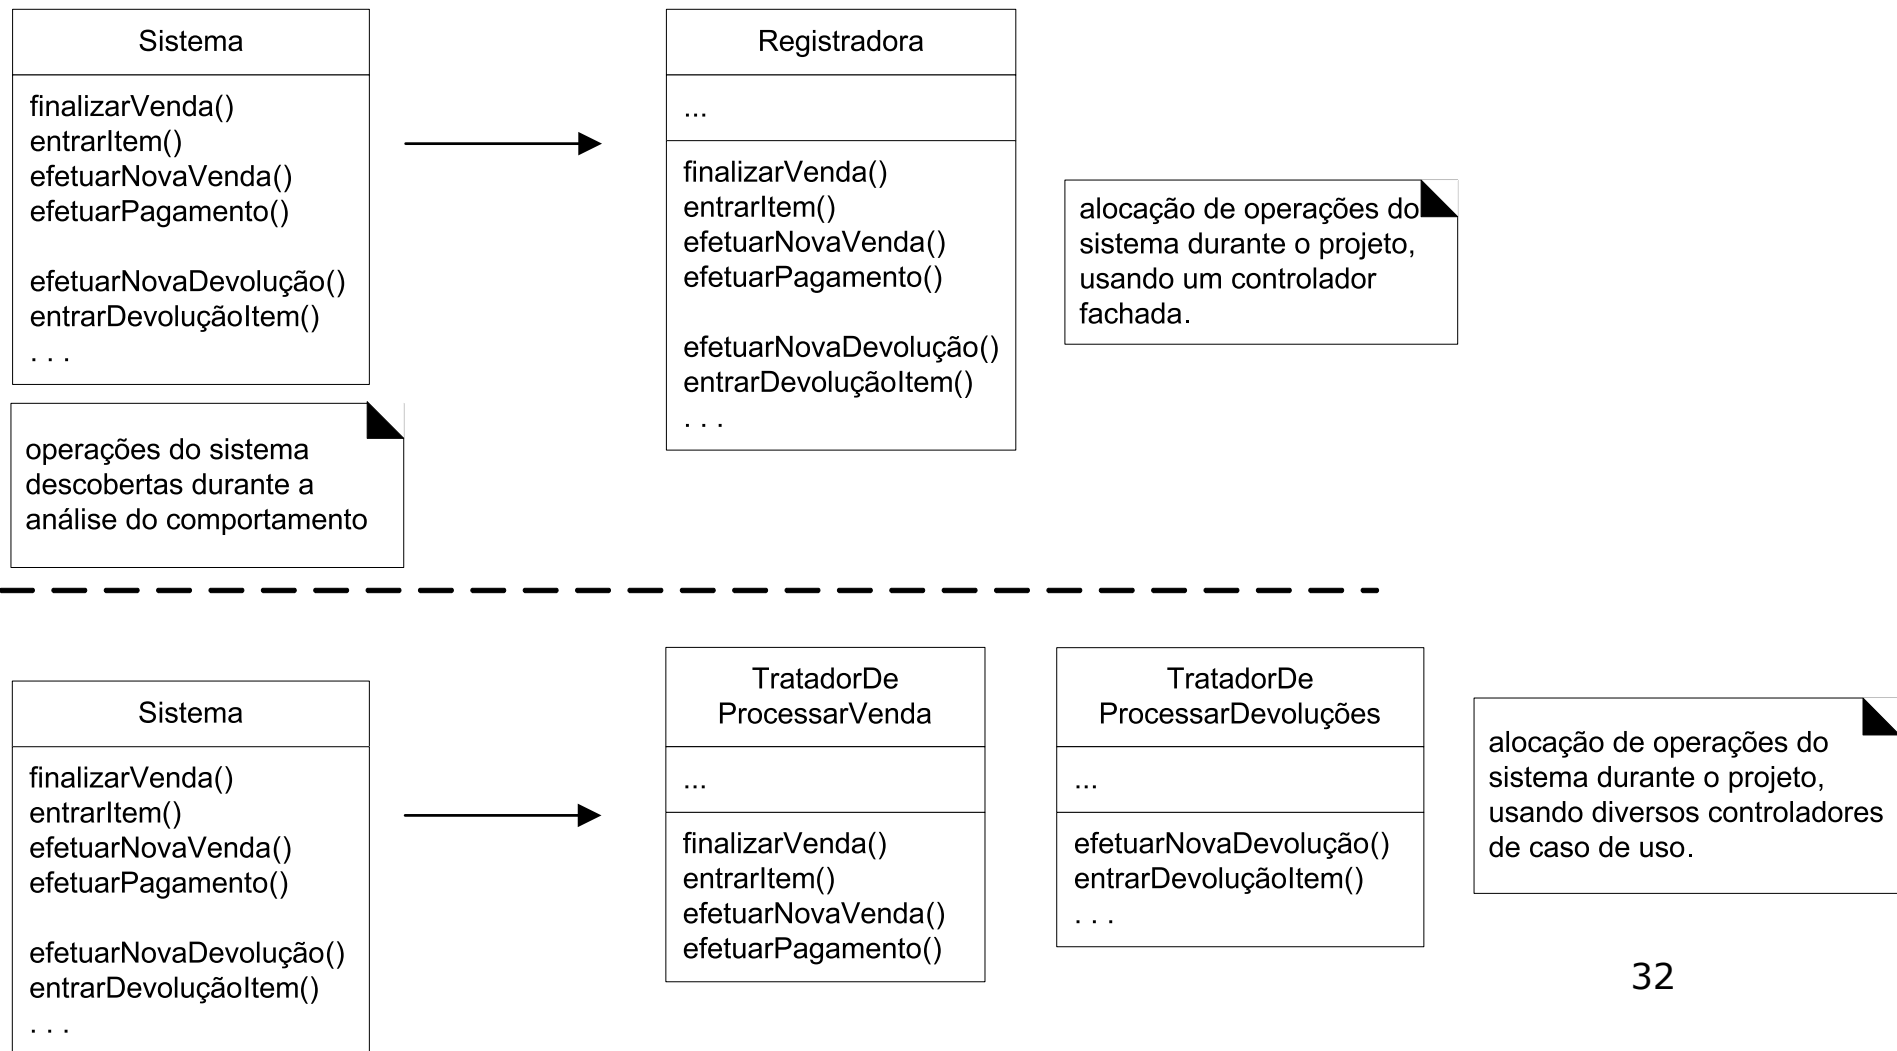 Sistema
finalizarVenda()
entrarItem()
efetuarNovaVenda()
efetuarPagamento()
efetuarNovaDevolução()
entrarDevoluçãoItem()
. . .
operações do sistema
descobertas durante a
análise do comportamento
Registradora
...
finalizarVenda()
entrarItem()
efetuarNovaVenda()
efetuarPagamento()
efetuarNovaDevolução()
entrarDevoluçãoItem()
. . .
alocação de operações do
sistema durante o projeto,
usando um controlador
fachada.
Sistema
finalizarVenda()
entrarItem()
efetuarNovaVenda()
efetuarPagamento()
efetuarNovaDevolução()
entrarDevoluçãoItem()
. . .
TratadorDe
ProcessarVenda
...
finalizarVenda()
entrarItem()
efetuarNovaVenda()
efetuarPagamento()
TratadorDe
ProcessarDevoluções
...
efetuarNovaDevolução()
entrarDevoluçãoItem()
. . .
alocação de operações do
sistema durante o projeto,
usando diversos controladores
de caso de uso.
32